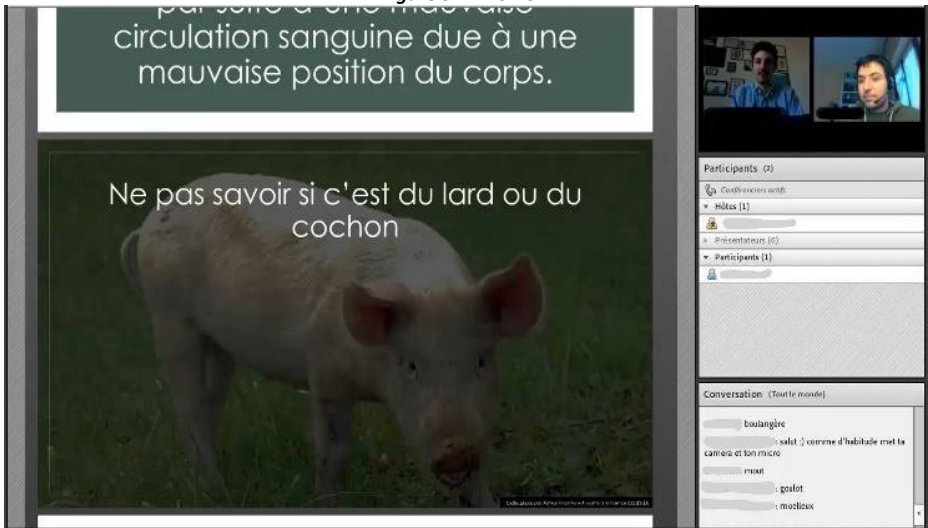 circulation sanguine due à une
mauvaise position du corps.
Ne pas savoir si c'est du lard ou du
cochon
Participants (2)
Conférenciers actifs
Hôtes (1)
Présentateurs (0)
Participants (1)
Conversation (Tout le monde)
boulangère
: salut :) comme d'habitude met ta
camera et ton micro
mout
: goulot
: moelleux